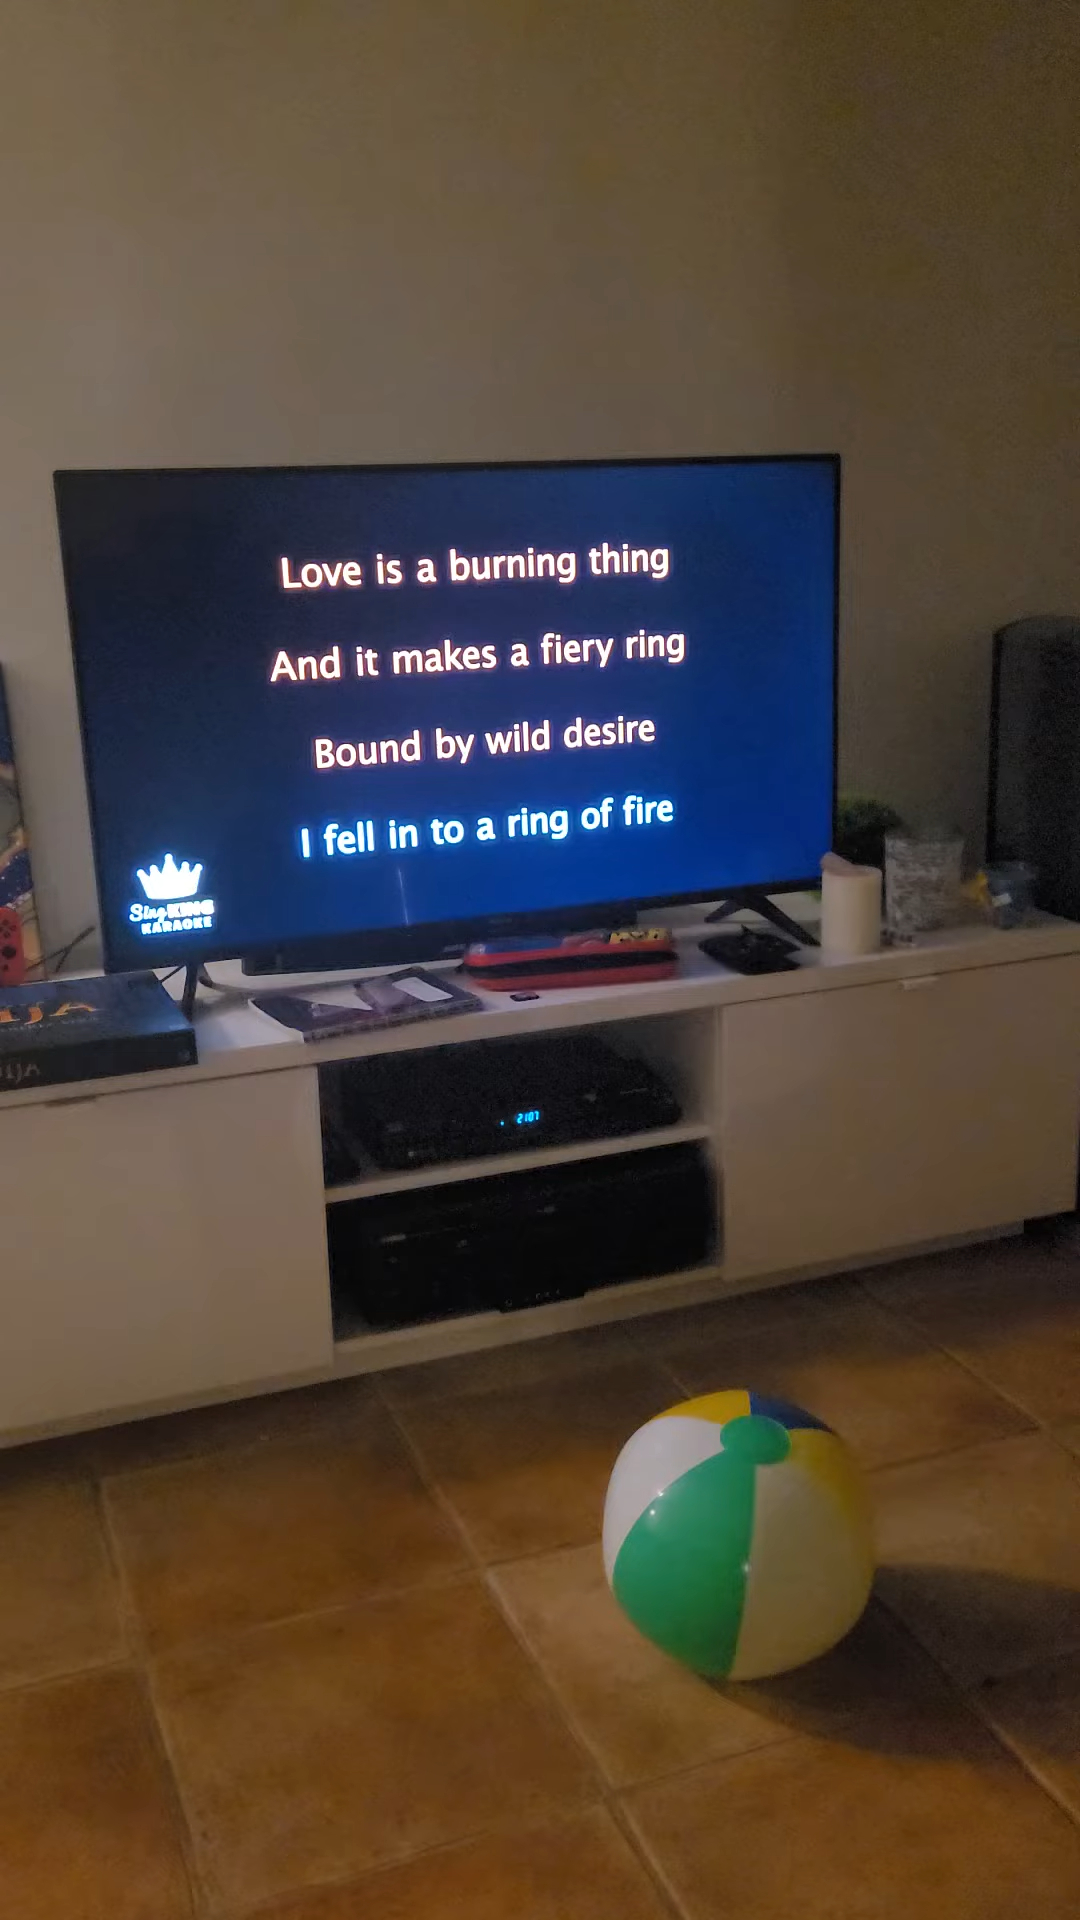 Love is a burning thing
And it makes a fiery ring
Bound by wild desire
I fell in to a ring of fire
Sing KING
KARAOKE
2107